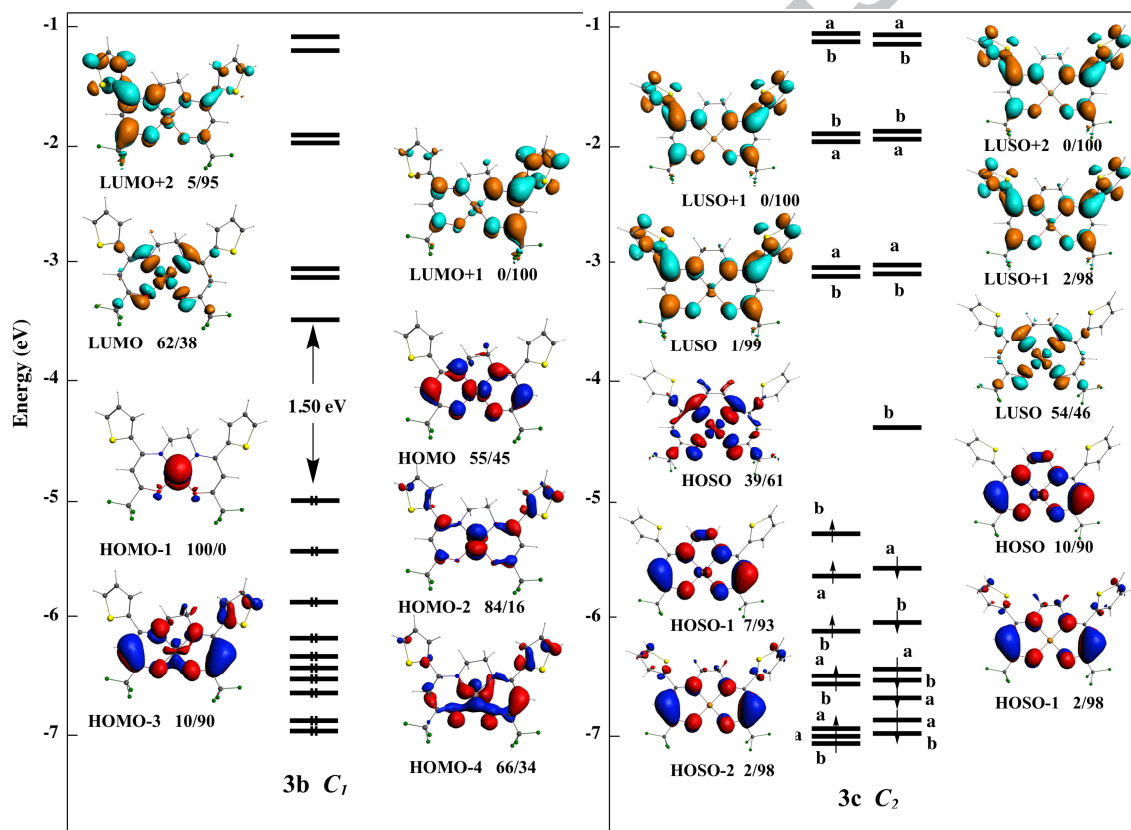 Energy (eV)
-1
-2
-3
-4
-5
-6
-7
LUMO+2 5/95
LUMO+1 0/100
LUMO 62/38
1.50 eV
HOMO 55/45
HOMO-1 100/0
HOMO-2 84/16
HOMO-3 10/90
HOMO-4 66/34
3b C1
-1
-2
-3
-4
-5
-6
-7
a a
b b
b b
a a
a a
b b
b
b
a
a
b
b
a
a
b
b
a
a
a
a
b
b
LUSO+2 0/100
LUSO+1 0/100
LUSO+1 2/98
LUSO 1/99
LUSO 54/46
HOSO 39/61
HOSO 10/90
HOSO-1 7/93
HOSO-1 2/98
HOSO-2 2/98
3c C2